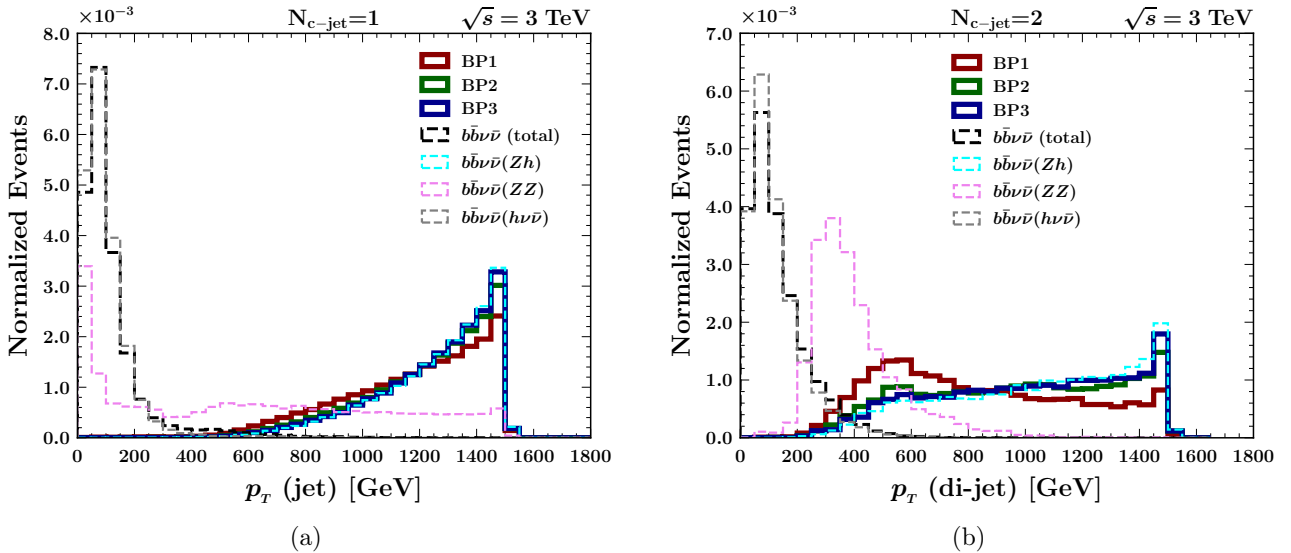 ×10⁻³ N_{c−jet}=1 √s = 3 TeV
8.0
7.0
6.0
5.0
4.0
3.0
2.0
1.0
0.0
Normalized Events
BP1
BP2
BP3
bb̄νν̄ (total)
bb̄νν̄(Zh)
bb̄νν̄(ZZ)
bb̄νν̄(hνν̄)
0 200 400 600 800 1000 1200 1400 1600 1800
p_T (jet) [GeV]
(a)
×10⁻³ N_{c−jet}=2 √s = 3 TeV
7.0
6.0
5.0
4.0
3.0
2.0
1.0
0.0
Normalized Events
BP1
BP2
BP3
bb̄νν̄ (total)
bb̄νν̄(Zh)
bb̄νν̄(ZZ)
bb̄νν̄(hνν̄)
0 200 400 600 800 1000 1200 1400 1600 1800
p_T (di-jet) [GeV]
(b)